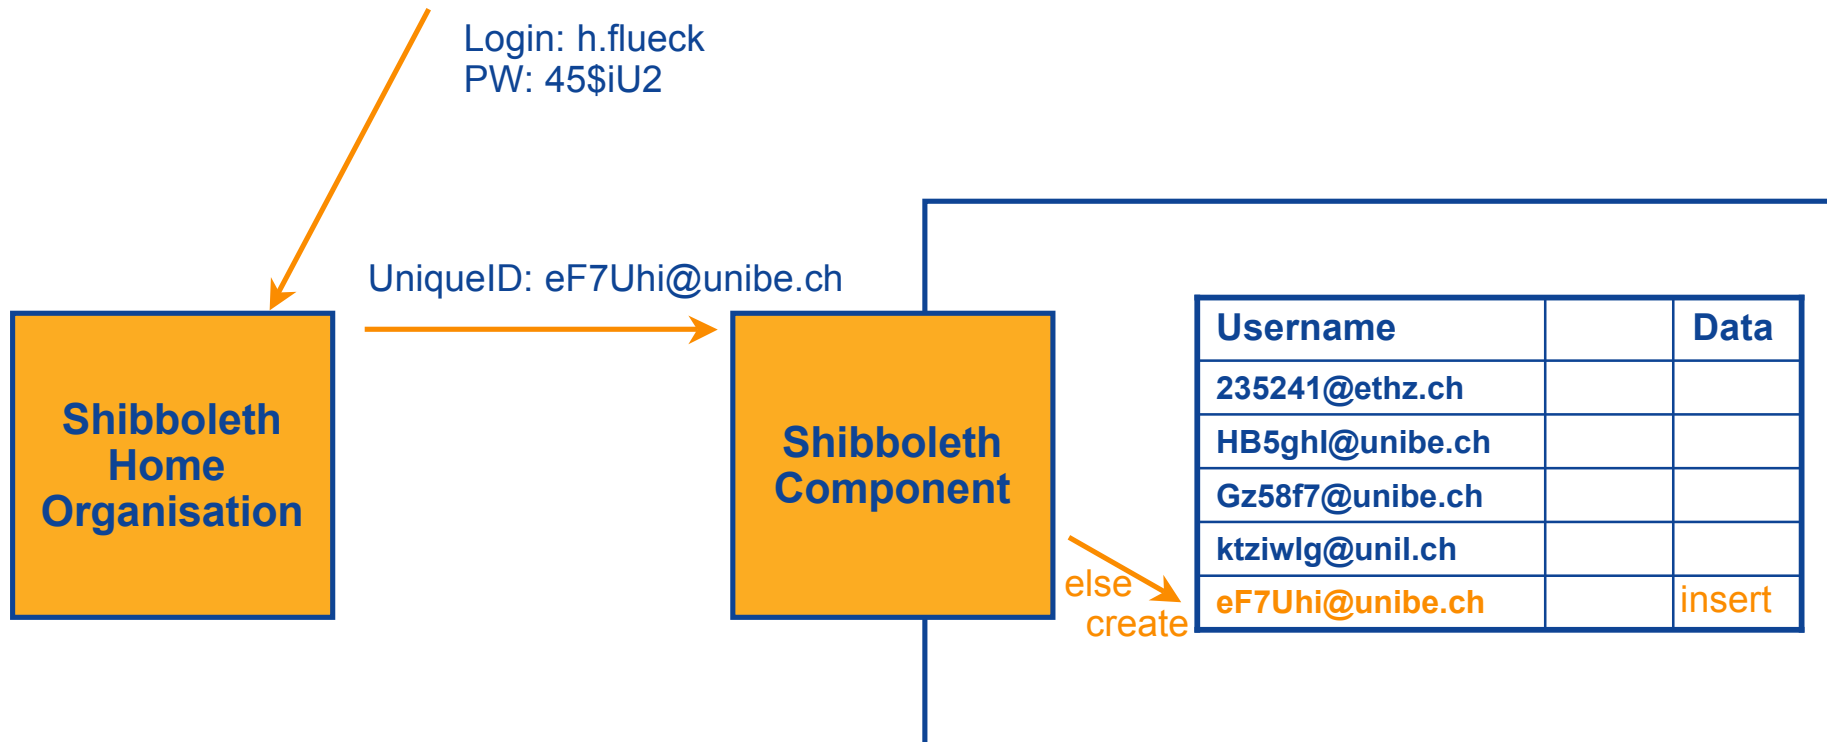 Login: h.flueck
PW: 45$iU2
UniqueID: eF7Uhi@unibe.ch
Shibboleth
Home
Organisation
Shibboleth
Component
else
create
Username Data
235241@ethz.ch
HB5ghl@unibe.ch
Gz58f7@unibe.ch
ktziwlg@unil.ch
eF7Uhi@unibe.ch insert